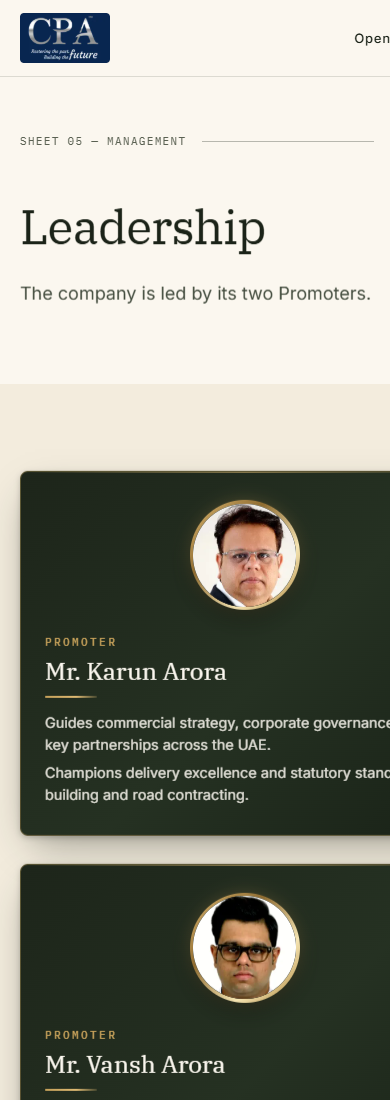 CPA
Fostering the past.
Building the future
Open
SHEET 05 — MANAGEMENT
Leadership
The company is led by its two Promoters.
PROMOTER
Mr. Karun Arora
Guides commercial strategy, corporate governance
key partnerships across the UAE.
Champions delivery excellence and statutory stand
building and road contracting.
PROMOTER
Mr. Vansh Arora